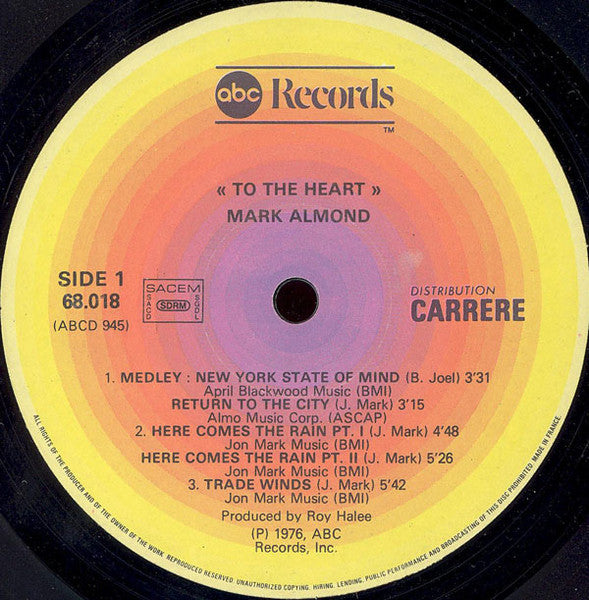 abc Records
TM
« TO THE HEART »
MARK ALMOND
SIDE 1
68.018
(ABCD 945)
SACEM
SACD
SDRM
SGDL
DISTRIBUTION
CARRERE
1. MEDLEY : NEW YORK STATE OF MIND (B. Joel) 3'31
April Blackwood Music (BMI)
RETURN TO THE CITY (J. Mark) 3'15
Almo Music Corp. (ASCAP)
2. HERE COMES THE RAIN PT. I (J. Mark) 4'48
Jon Mark Music (BMI)
HERE COMES THE RAIN PT. II (J. Mark) 5'26
Jon Mark Music (BMI)
3. TRADE WINDS (J. Mark) 5'42
Jon Mark Music (BMI)
Produced by Roy Halee
(P) 1976, ABC
Records, Inc.
ALL RIGHTS OF THE PRODUCER AND OF THE OWNER OF THE WORK REPRODUCED RESERVED. UNAUTHORIZED COPYING, HIRING, LENDING, PUBLIC PERFORMANCE AND BROADCASTING OF THIS DISC PROHIBITED. MADE IN FRANCE.